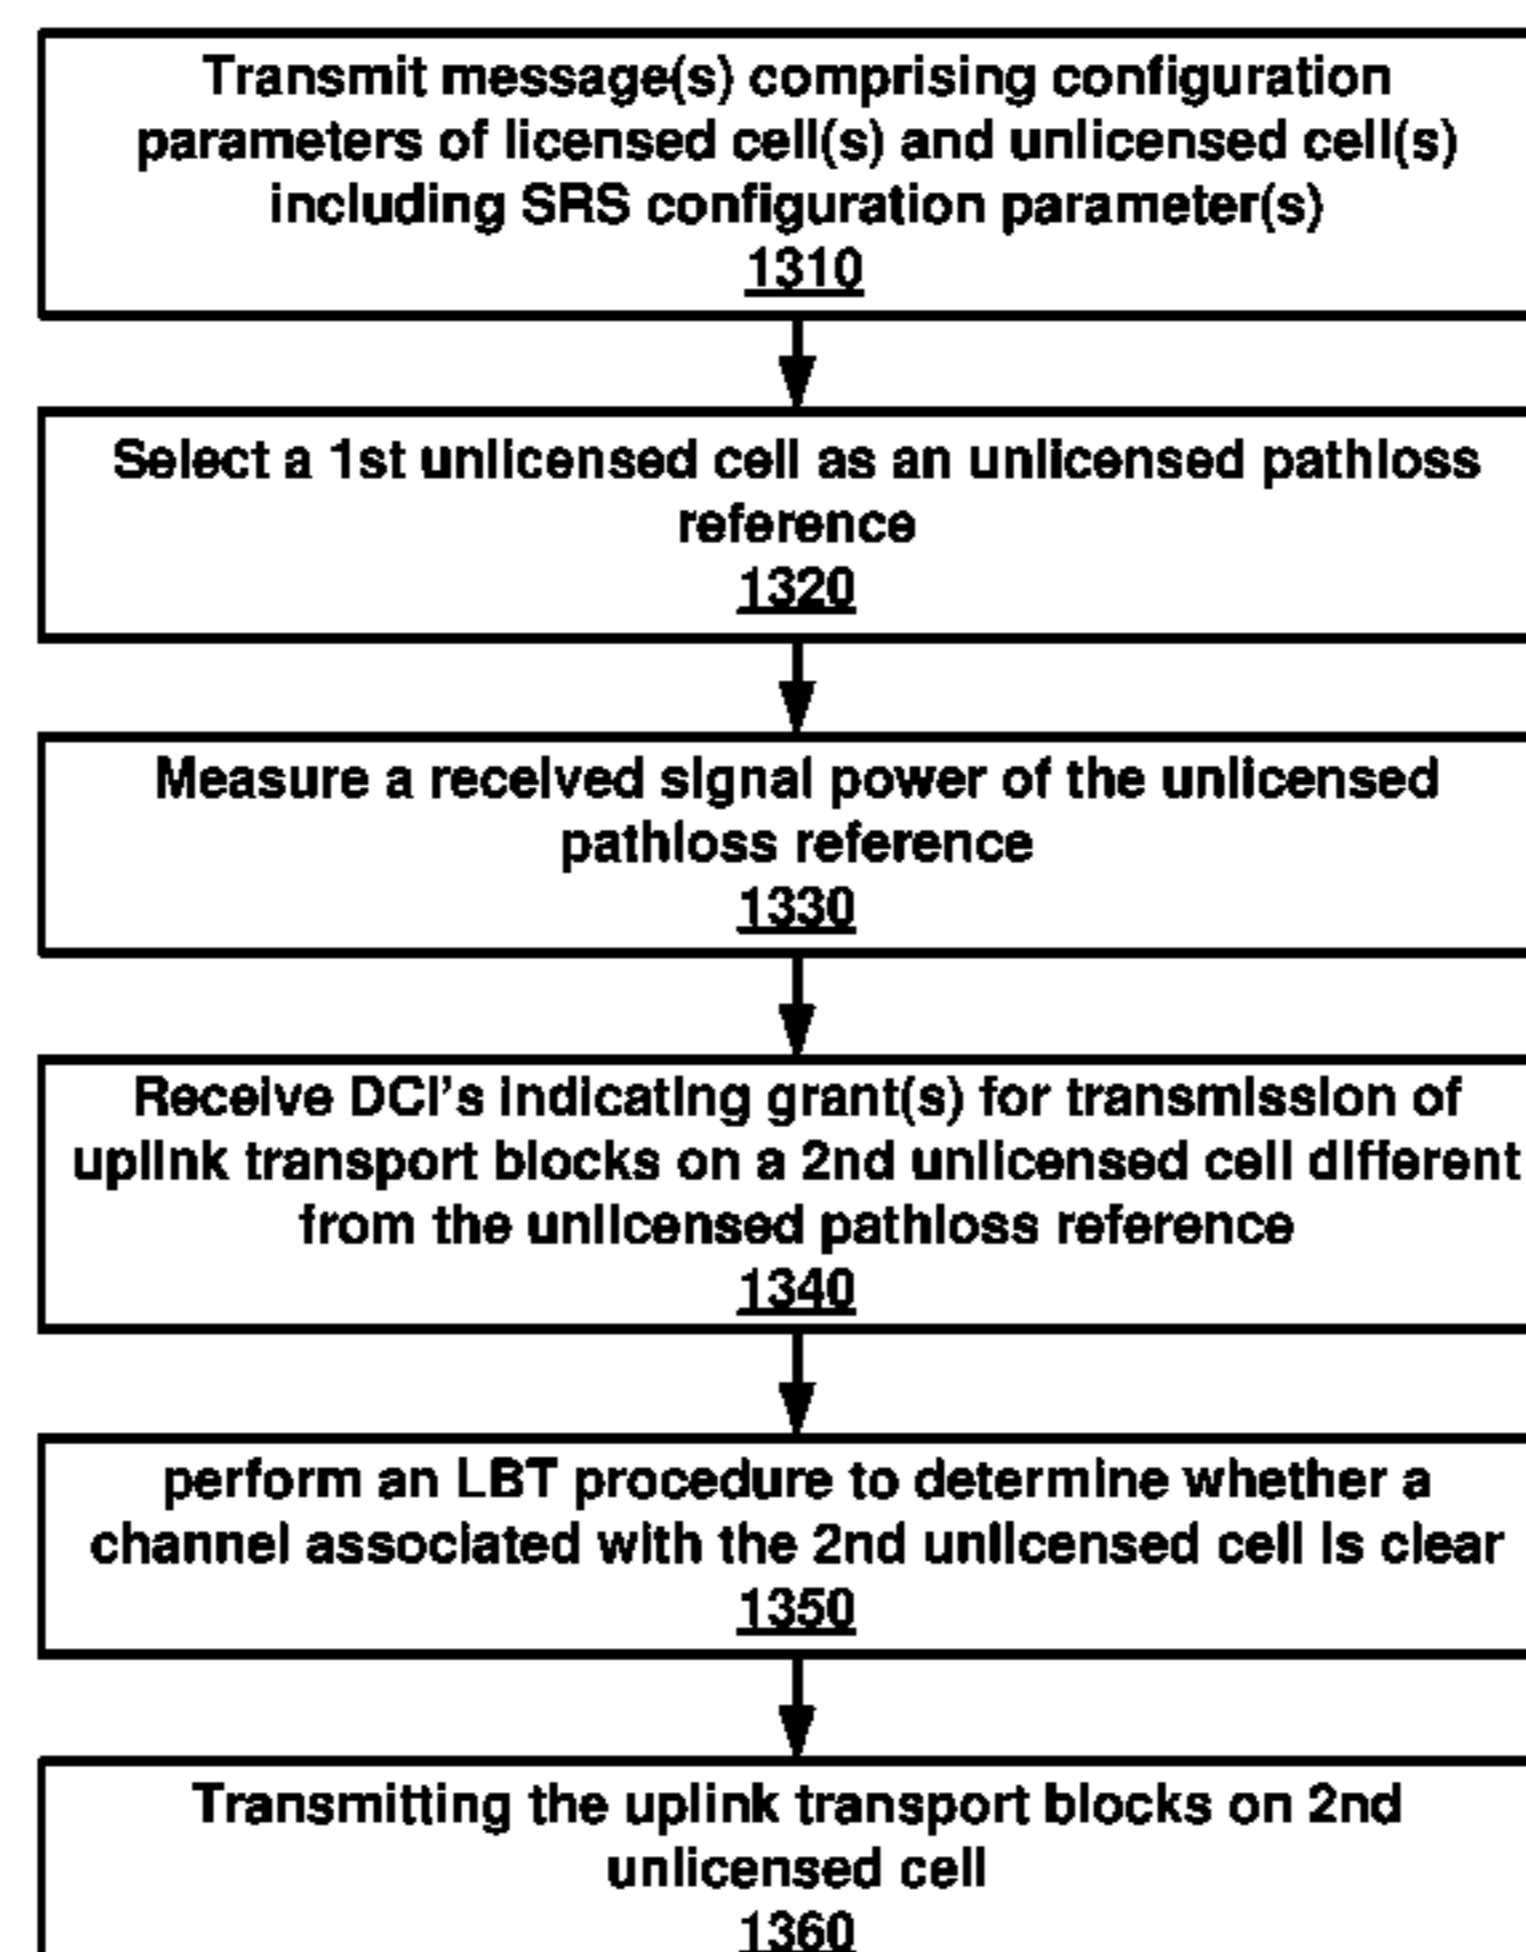 Transmit message(s) comprising configuration
parameters of licensed cell(s) and unlicensed cell(s)
including SRS configuration parameter(s)
1310
Select a 1st unlicensed cell as an unlicensed pathloss
reference
1320
Measure a received signal power of the unlicensed
pathloss reference
1330
Receive DCI's indicating grant(s) for transmission of
uplink transport blocks on a 2nd unlicensed cell different
from the unlicensed pathloss reference
1340
perform an LBT procedure to determine whether a
channel associated with the 2nd unlicensed cell is clear
1350
Transmitting the uplink transport blocks on 2nd
unlicensed cell
1360